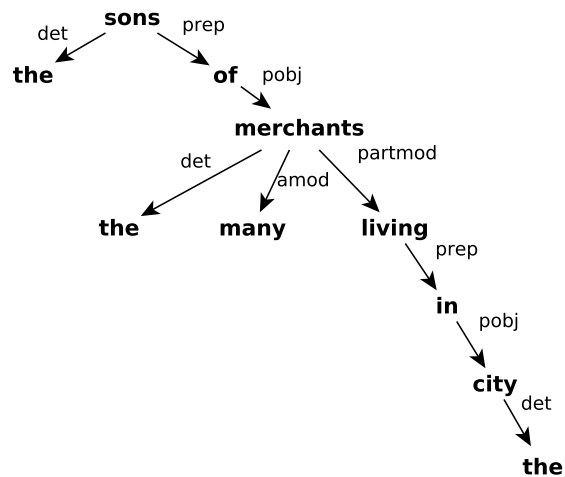 sons
det prep
the of pobj
merchants
det amod partmod
the many living
prep
in
pobj
city
det
the